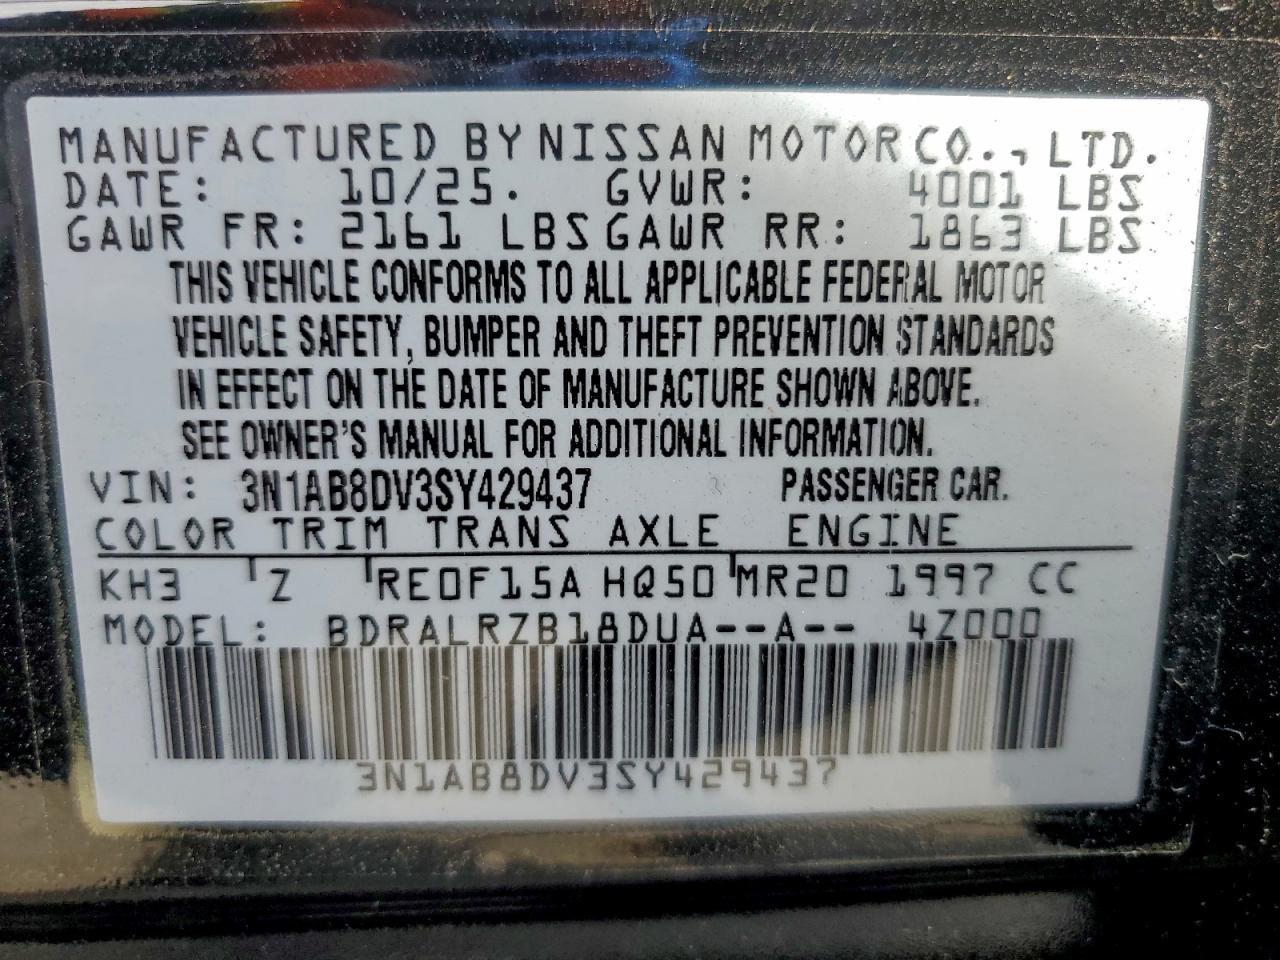 MANUFACTURED BY NISSAN MOTOR CO., LTD.
DATE: 10/25. GVWR: 4001 LBS
GAWR FR: 2161 LBS GAWR RR: 1863 LBS
THIS VEHICLE CONFORMS TO ALL APPLICABLE FEDERAL MOTOR
VEHICLE SAFETY, BUMPER AND THEFT PREVENTION STANDARDS
IN EFFECT ON THE DATE OF MANUFACTURE SHOWN ABOVE.
SEE OWNER'S MANUAL FOR ADDITIONAL INFORMATION.
VIN: 3N1AB8DV3SY429437 PASSENGER CAR.
COLOR TRIM TRANS AXLE ENGINE
KH3 Z RE0F15A HQ50 MR20 1997 CC
MODEL: BDRALRZB18DUA--A-- 4Z000
3N1AB8DV3SY429437